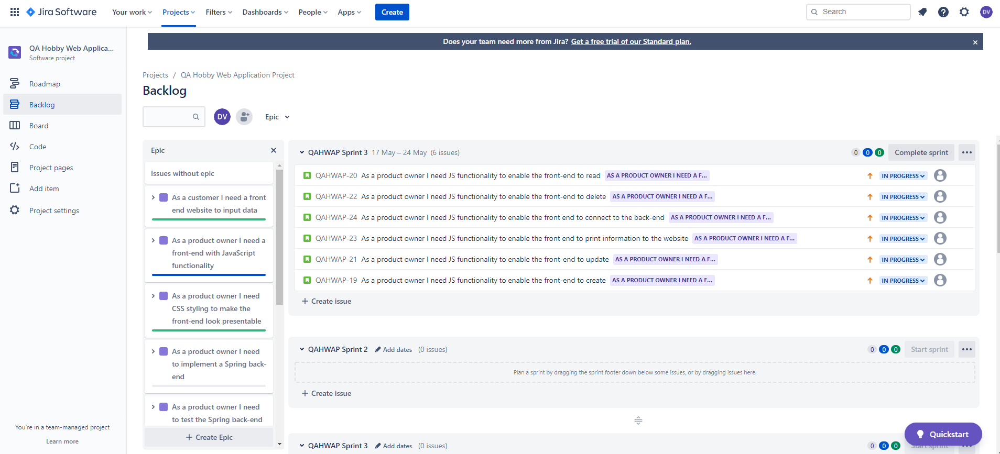 Jira Software
Your work
Projects
Filters
Dashboards
People
Apps
Create
Search
DV
QA Hobby Web Applica...
Software project
Roadmap
Backlog
Board
Code
Project pages
Add item
Project settings
You're in a team-managed project
Learn more
Does your team need more from Jira? Get a free trial of our Standard plan.
Projects / QA Hobby Web Application Project
Backlog
DV
Epic
Epic
Issues without epic
As a customer I need a front
end website to input data
As a product owner I need a
front-end with JavaScript
functionality
As a product owner I need
CSS styling to make the
front-end look presentable
As a product owner I need
to implement a Spring back-
end
As a product owner I need
to test the Spring back-end
+ Create Epic
QAHWAP Sprint 3 17 May – 24 May (6 issues)
0 0 0 Complete sprint
QAHWAP-20 As a product owner I need JS functionality to enable the front-end to read AS A PRODUCT OWNER I NEED A F... IN PROGRESS
QAHWAP-22 As a product owner I need JS functionality to enable the front-end to delete AS A PRODUCT OWNER I NEED A F... IN PROGRESS
QAHWAP-24 As a product owner I need JS functionality to enable the front end to connect to the back-end AS A PRODUCT OWNER I NEED A F... IN PROGRESS
QAHWAP-23 As a product owner I need JS functionality to enable the front end to print information to the website AS A PRODUCT OWNER I NEED A F... IN PROGRESS
QAHWAP-21 As a product owner I need JS functionality to enable the front-end to update AS A PRODUCT OWNER I NEED A F... IN PROGRESS
QAHWAP-19 As a product owner I need JS functionality to enable the front-end to create AS A PRODUCT OWNER I NEED A F... IN PROGRESS
+ Create issue
QAHWAP Sprint 2 Add dates (0 issues)
0 0 0 Start sprint
Plan a sprint by dragging the sprint footer down below some issues, or by dragging issues here.
+ Create issue
QAHWAP Sprint 3 Add dates (0 issues)
0 0 0 Start sprint
Quickstart